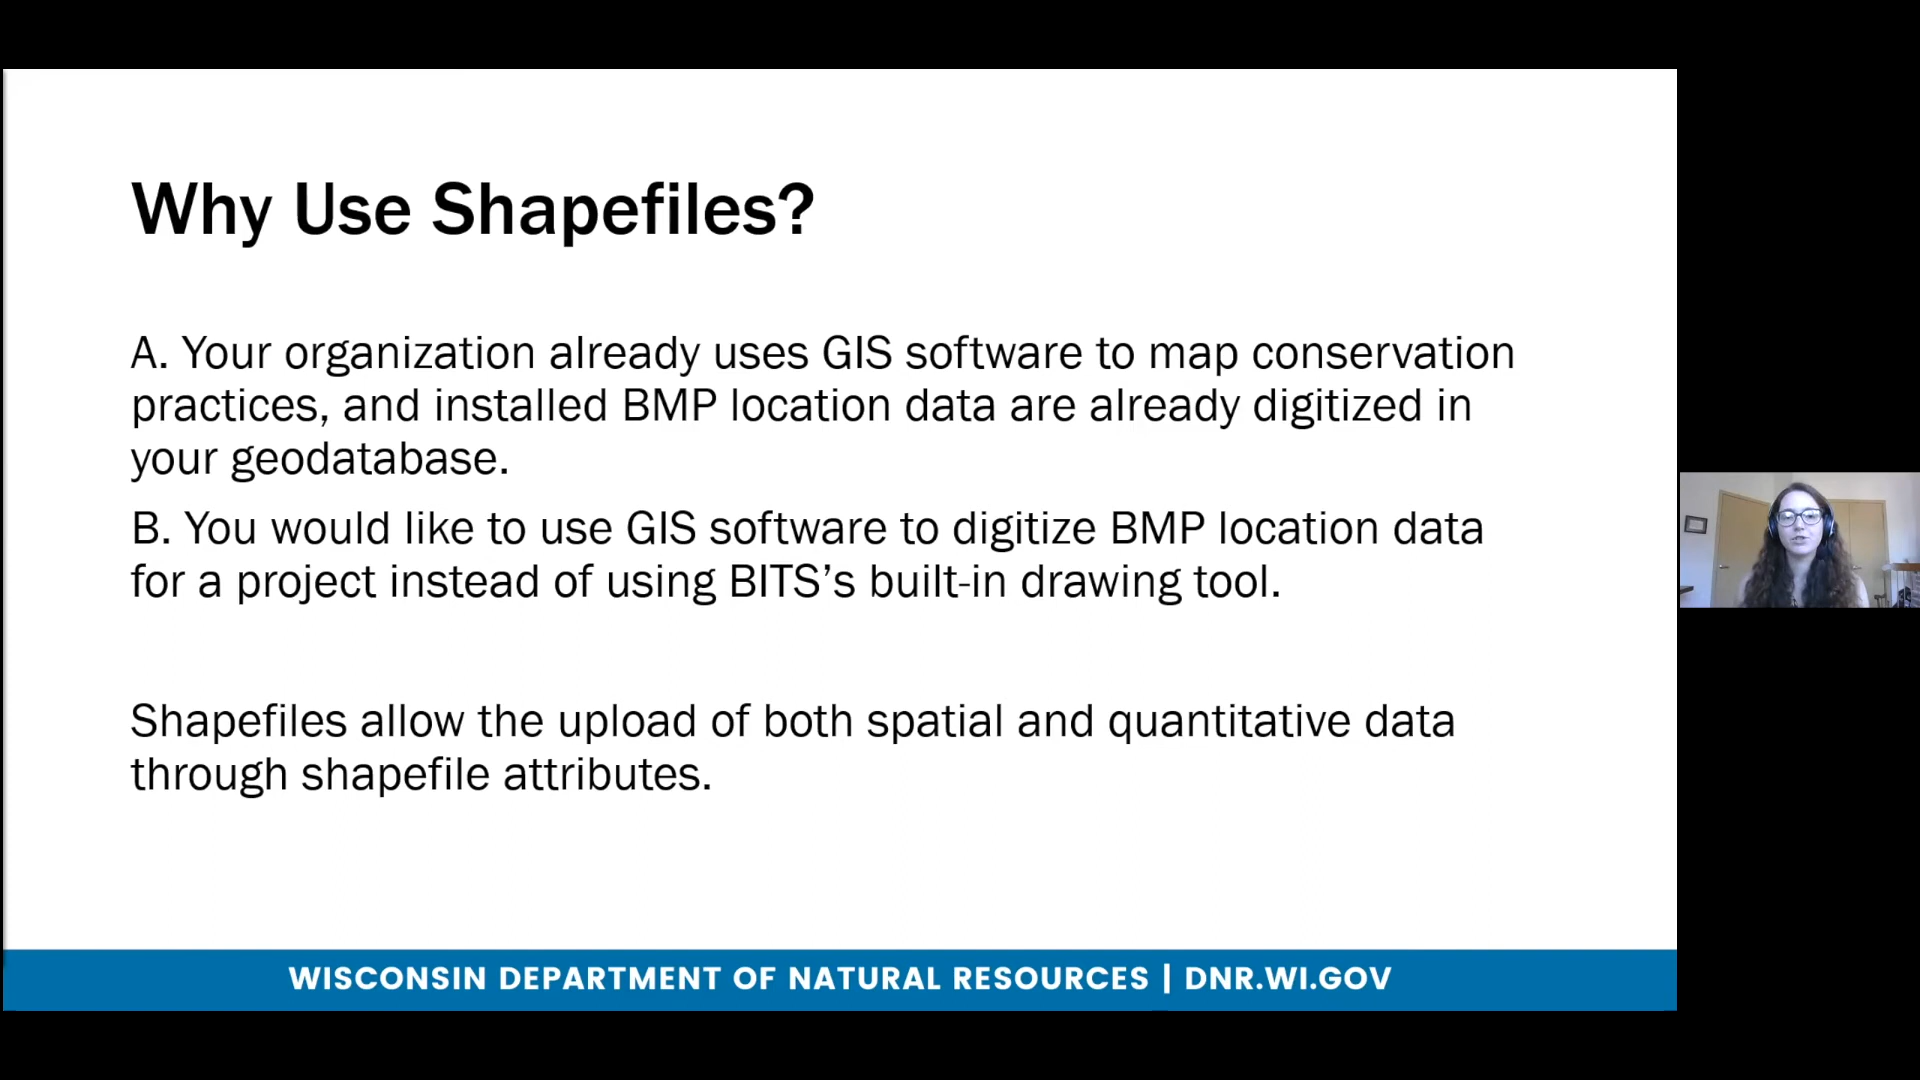 Why Use Shapefiles?
A. Your organization already uses GIS software to map conservation
practices, and installed BMP location data are already digitized in
your geodatabase.
B. You would like to use GIS software to digitize BMP location data
for a project instead of using BITS’s built-in drawing tool.
Shapefiles allow the upload of both spatial and quantitative data
through shapefile attributes.
WISCONSIN DEPARTMENT OF NATURAL RESOURCES | DNR.WI.GOV